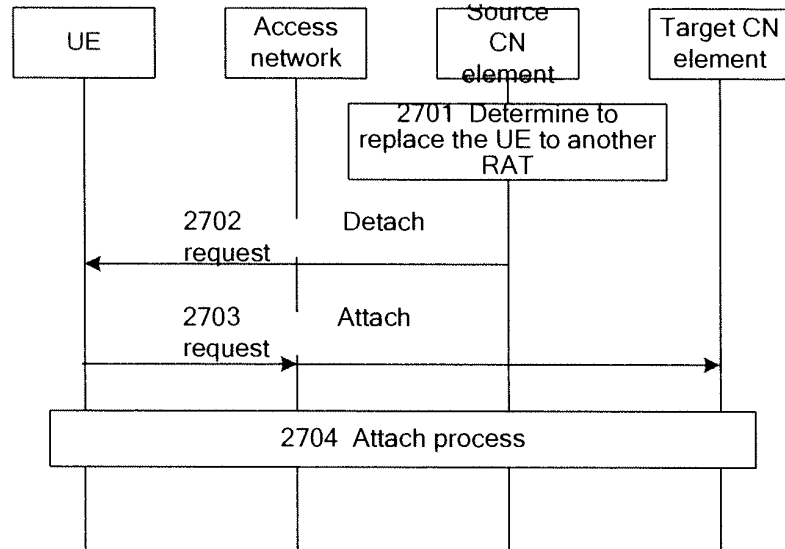 UE
Access
network
Source
CN
element
Target CN
element
2701 Determine to
replace the UE to another
RAT
2702 Detach
request
2703 Attach
request
2704 Attach process